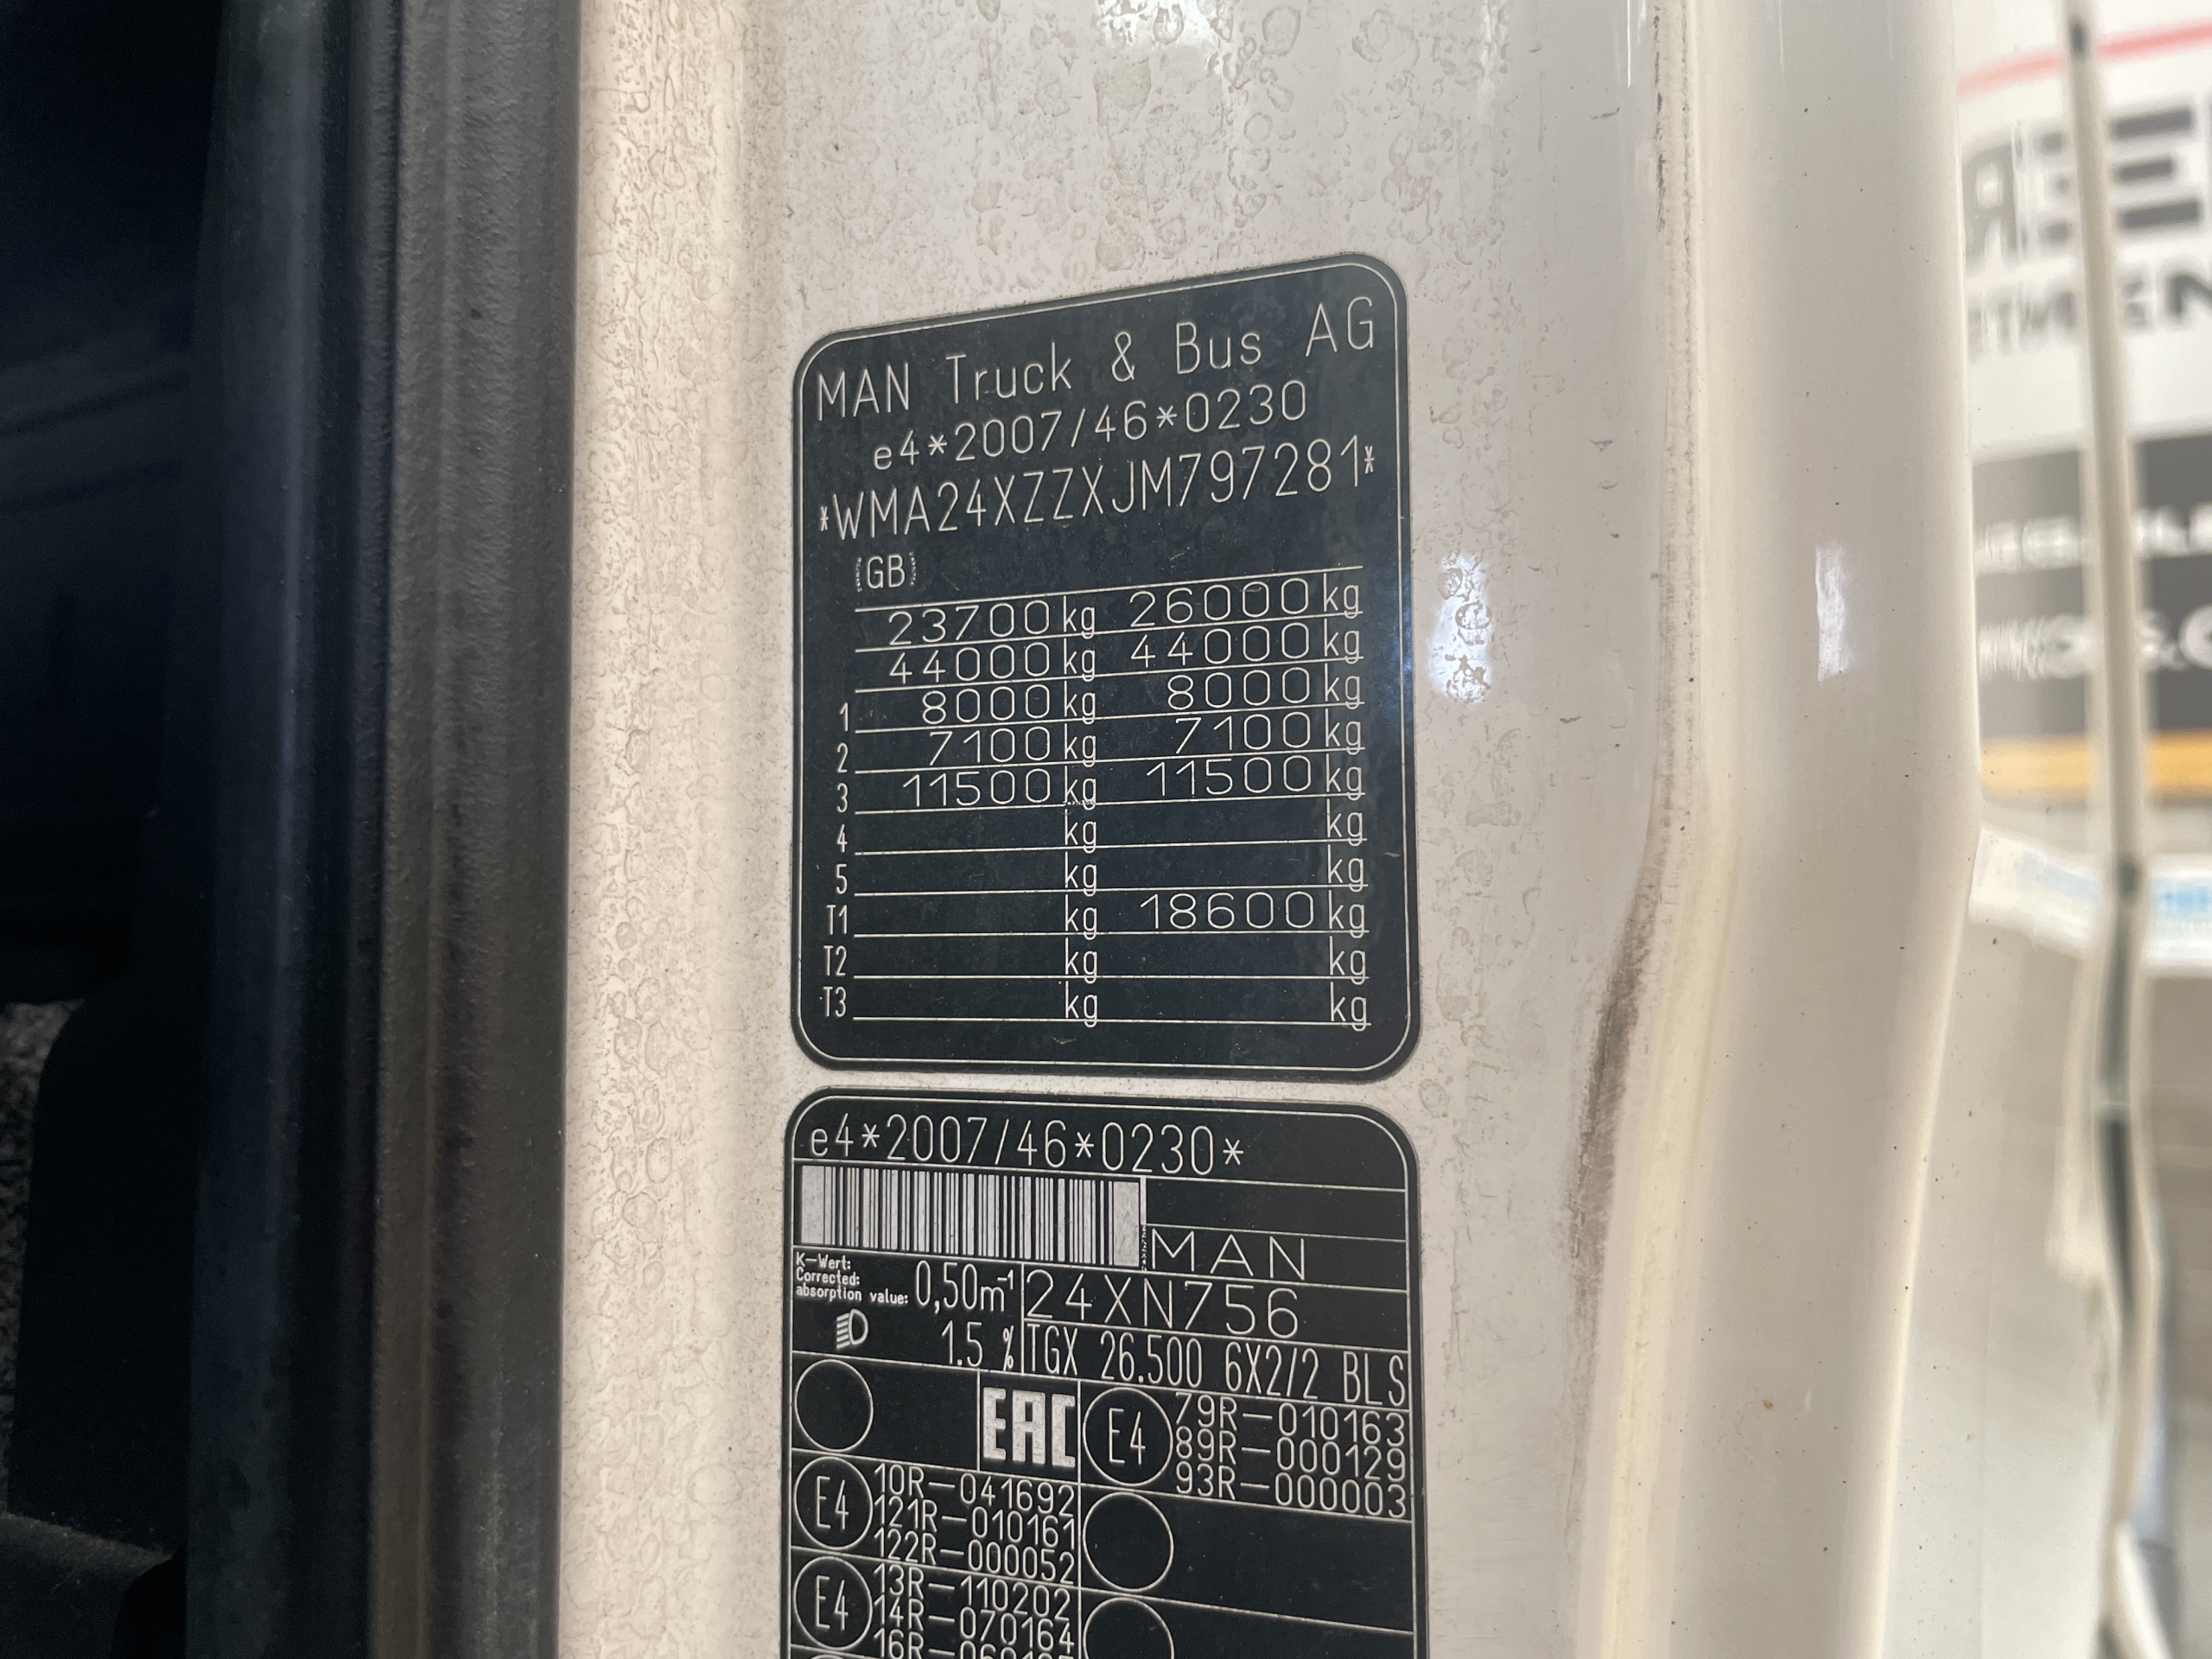 MAN Truck & Bus AG
e4*2007/46*0230
*WMA24XZZXJM797281*
GB
23700 kg 26000 kg
44000 kg 44000 kg
1 8000 kg 8000 kg
2 7100 kg 7100 kg
3 11500 kg 11500 kg
4 kg kg
5 kg kg
T1 kg 18600 kg
T2 kg kg
T3 kg kg
e4*2007/46*0230*
MAN
K-Wert:
Corrected:
absorption value: 0,50m⁻¹ 24XN756
1.5 % TGX 26.500 6X2/2 BLS
EAC E4 79R-010163
89R-000129
93R-000003
E4 10R-041692
121R-010161
122R-000052
E4 13R-110202
14R-070164